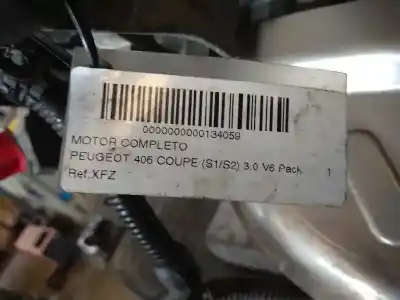 0000000000134059
MOTOR COMPLETO
PEUGEOT 406 COUPE (S1/S2) 3.0 V6 Pack 1
Ref.XFZ